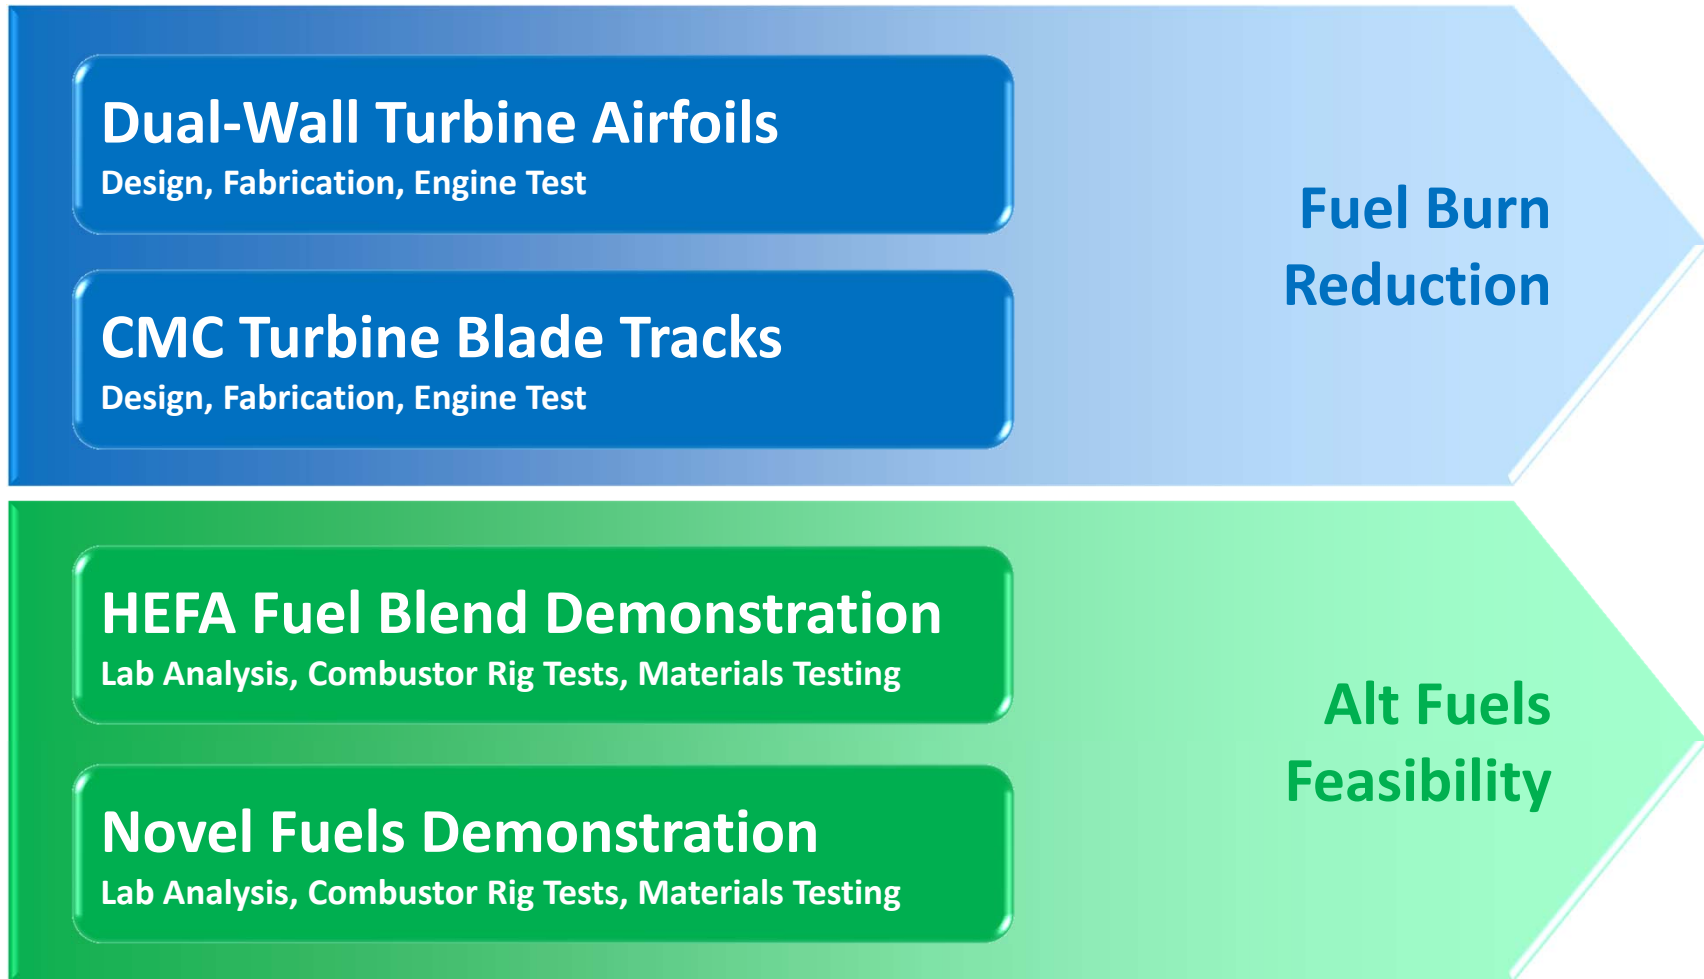 Dual-Wall Turbine Airfoils
Design, Fabrication, Engine Test
CMC Turbine Blade Tracks
Design, Fabrication, Engine Test
Fuel Burn
Reduction
HEFA Fuel Blend Demonstration
Lab Analysis, Combustor Rig Tests, Materials Testing
Novel Fuels Demonstration
Lab Analysis, Combustor Rig Tests, Materials Testing
Alt Fuels
Feasibility